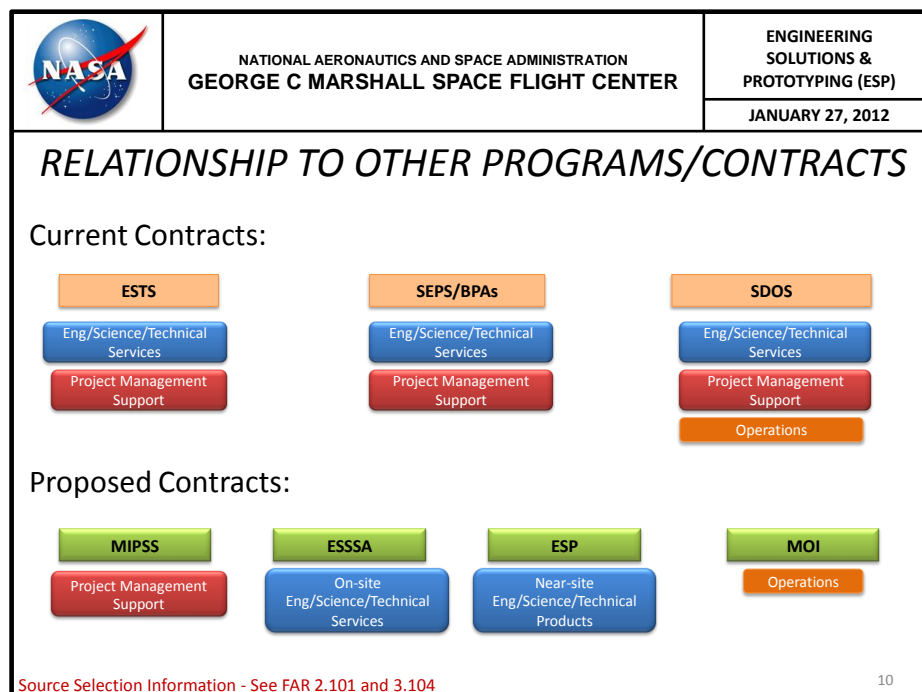 NASA
NATIONAL AERONAUTICS AND SPACE ADMINISTRATION
GEORGE C MARSHALL SPACE FLIGHT CENTER
ENGINEERING
SOLUTIONS &
PROTOTYPING (ESP)
JANUARY 27, 2012
RELATIONSHIP TO OTHER PROGRAMS/CONTRACTS
Current Contracts:
ESTS
Eng/Science/Technical
Services
Project Management
Support
SEPS/BPAs
Eng/Science/Technical
Services
Project Management
Support
SDOS
Eng/Science/Technical
Services
Project Management
Support
Operations
Proposed Contracts:
MIPSS
Project Management
Support
ESSSA
On-site
Eng/Science/Technical
Services
ESP
Near-site
Eng/Science/Technical
Products
MOI
Operations
Source Selection Information - See FAR 2.101 and 3.104
10